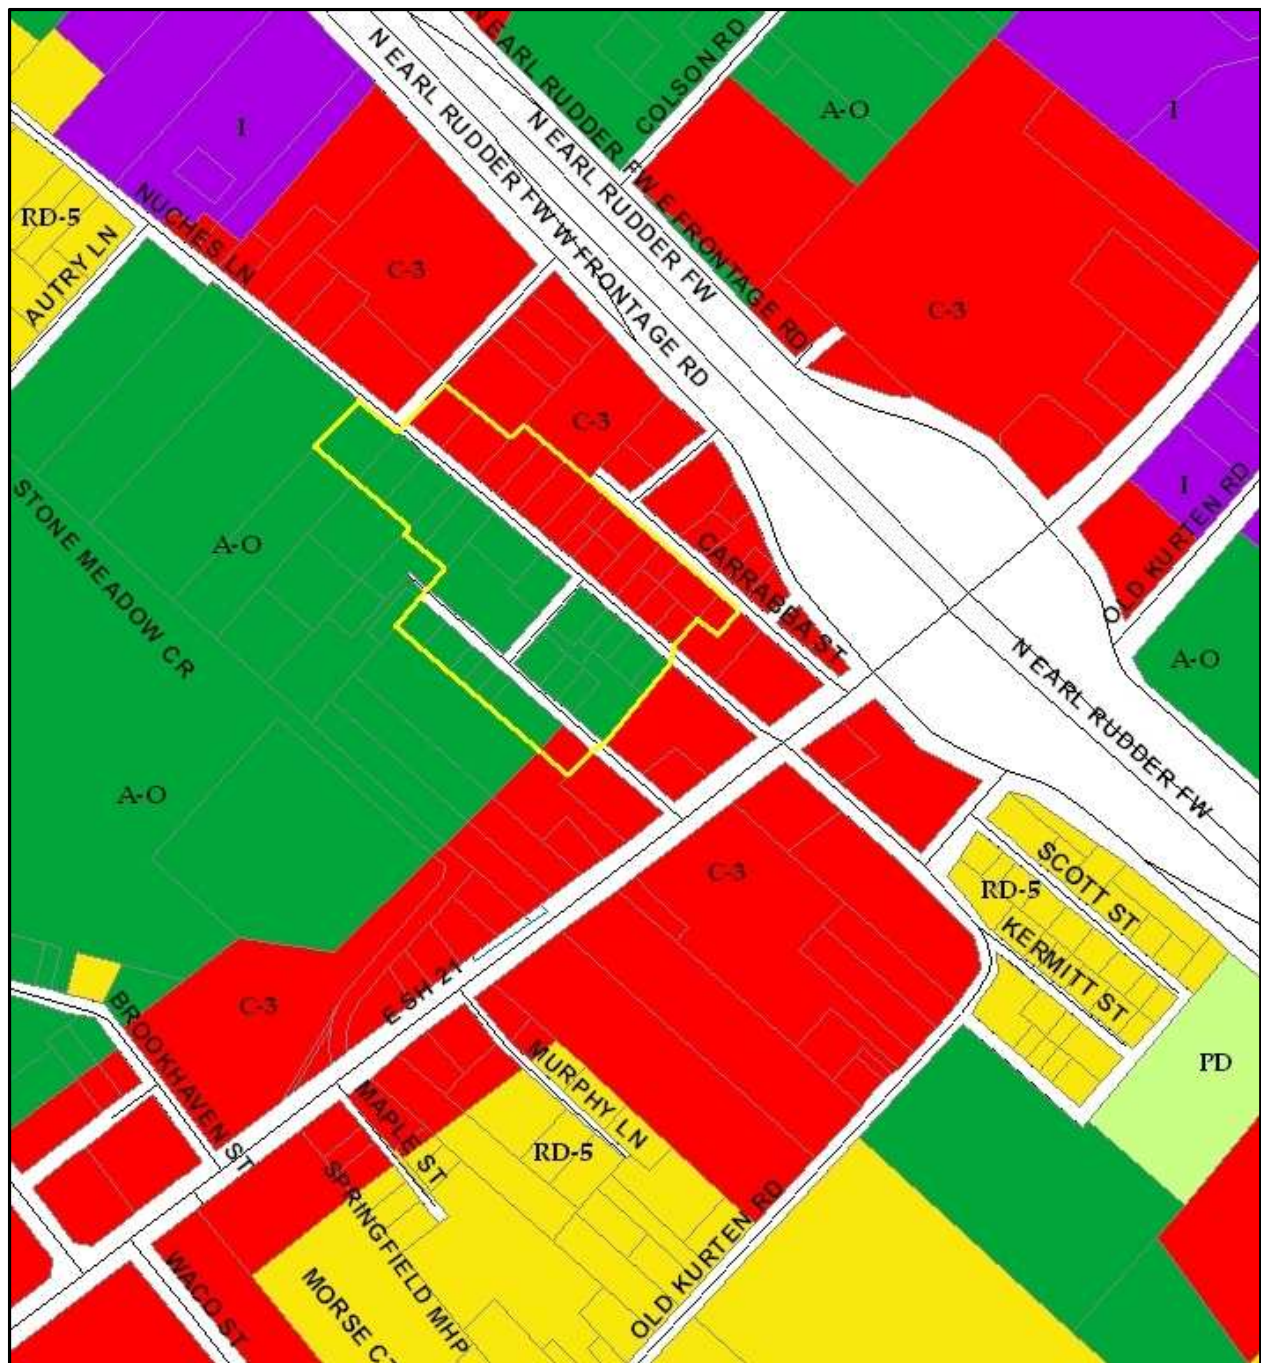 N EARL RUDDER FW E FRONTAGE RD
COLSON RD
N EARL RUDDER FW W FRONTAGE RD
N EARL RUDDER FW
A-O
I
I
NUCHES LN
RD-5
AUTRY LN
C-3
C-3
C-3
I
OLD KURTEN RD
STONE MEADOW CR
A-O
CARRABBA ST
A-O
N EARL RUDDER FW
A-O
C-3
SCOTT ST
RD-5
KERMITT ST
C-3
E SH 21
BROOKHAVEN ST
PD
MURPHY LN
MAPLE ST
RD-5
SPRINGFIELD MHP
OLD KURTEN RD
WACO ST
MORSE